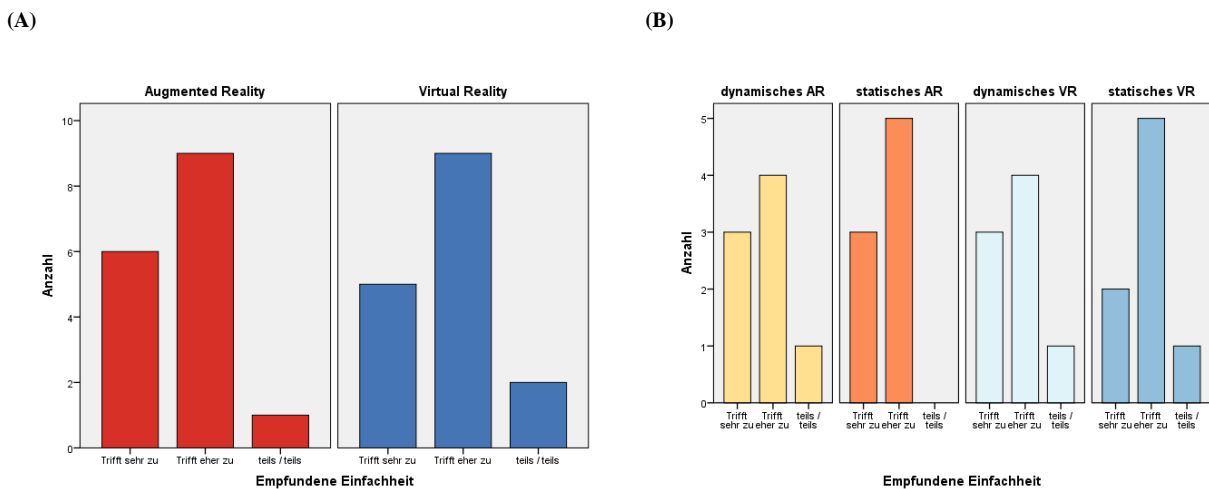 (A)
Augmented Reality
Virtual Reality
Anzahl
10
8
6
4
2
0
Trifft sehr zu
Trifft eher zu
teils / teils
Trifft sehr zu
Trifft eher zu
teils / teils
Empfundene Einfachheit
(B)
dynamisches AR
statisches AR
dynamisches VR
statisches VR
Anzahl
5
4
3
2
1
0
Trifft
sehr zu
Trifft
eher zu
teils /
teils
Trifft
sehr zu
Trifft
eher zu
teils /
teils
Trifft
sehr zu
Trifft
eher zu
teils /
teils
Trifft
sehr zu
Trifft
eher zu
teils /
teils
Empfundene Einfachheit